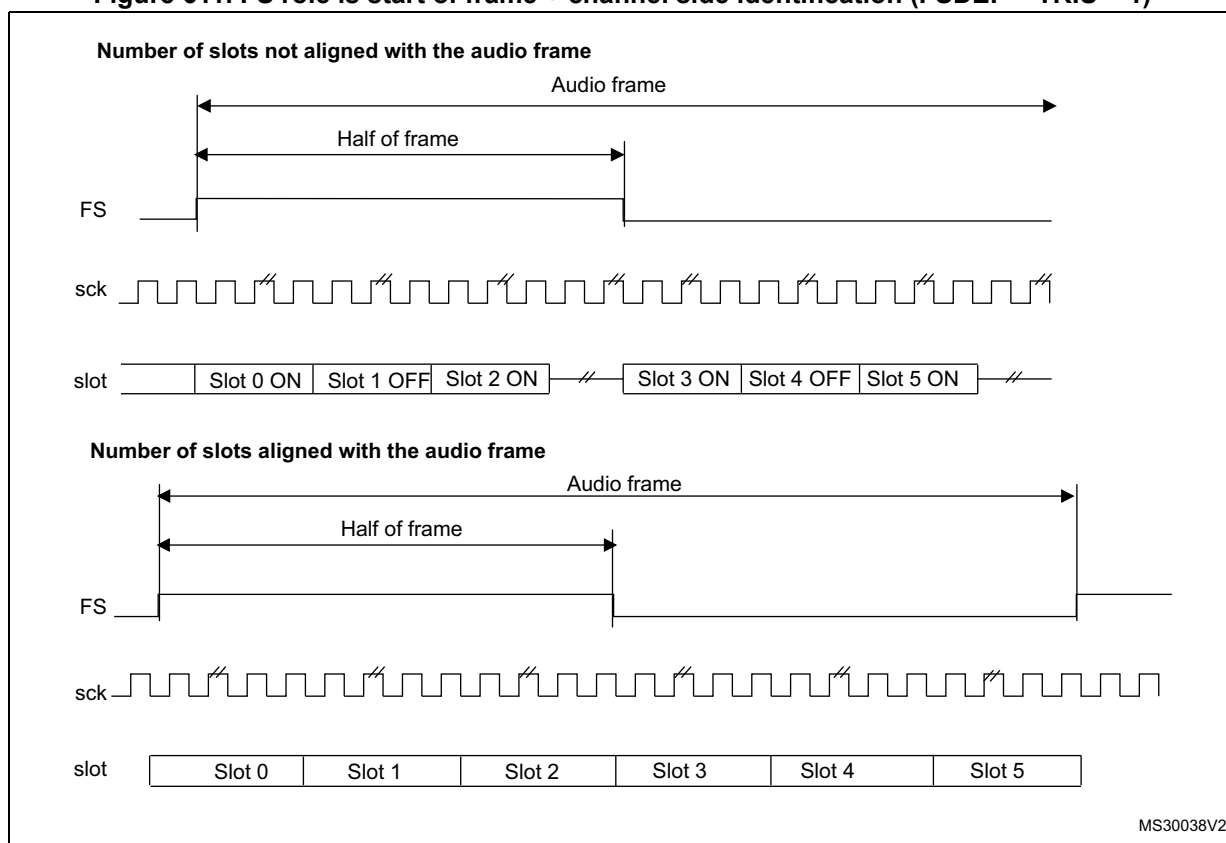 Number of slots not aligned with the audio frame
Audio frame
Half of frame
FS
sck
slot
Slot 0 ON
Slot 1 OFF
Slot 2 ON
Slot 3 ON
Slot 4 OFF
Slot 5 ON
Number of slots aligned with the audio frame
Audio frame
Half of frame
FS
sck
slot
Slot 0
Slot 1
Slot 2
Slot 3
Slot 4
Slot 5
MS30038V2